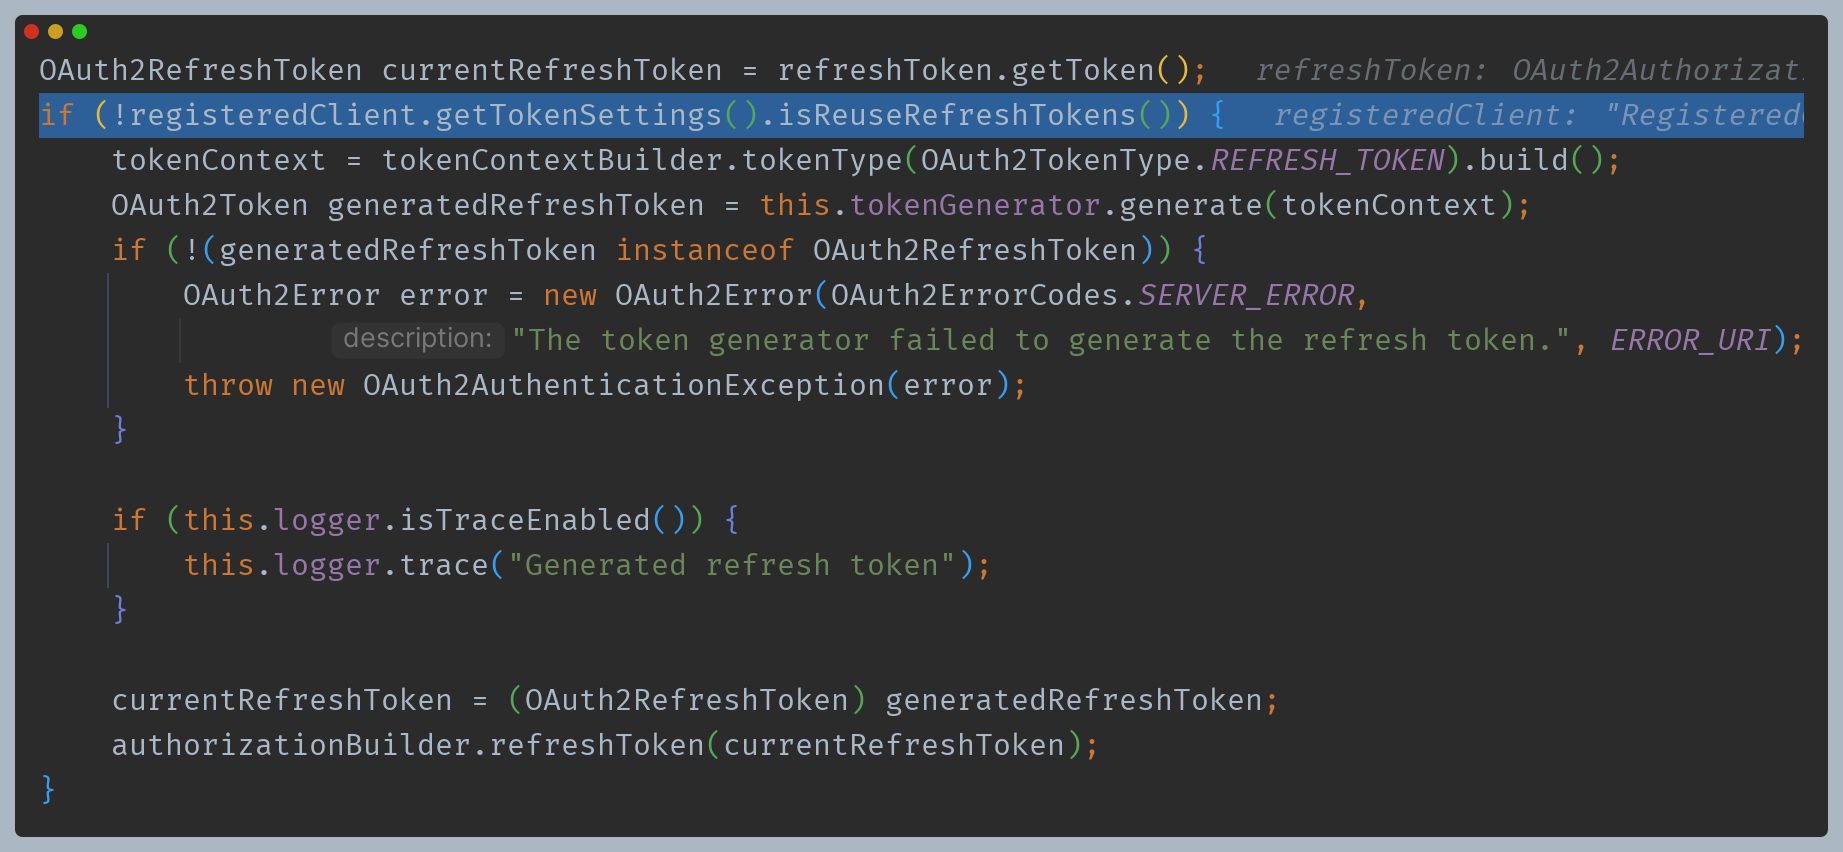 OAuth2RefreshToken currentRefreshToken = refreshToken.getToken();   refreshToken: OAuth2Authorizati
if (!registeredClient.getTokenSettings().isReuseRefreshTokens()) {   registeredClient: "Registered
    tokenContext = tokenContextBuilder.tokenType(OAuth2TokenType.REFRESH_TOKEN).build();
    OAuth2Token generatedRefreshToken = this.tokenGenerator.generate(tokenContext);
    if (!(generatedRefreshToken instanceof OAuth2RefreshToken)) {
        OAuth2Error error = new OAuth2Error(OAuth2ErrorCodes.SERVER_ERROR,
                description: "The token generator failed to generate the refresh token.", ERROR_URI);
        throw new OAuth2AuthenticationException(error);
    }

    if (this.logger.isTraceEnabled()) {
        this.logger.trace("Generated refresh token");
    }

    currentRefreshToken = (OAuth2RefreshToken) generatedRefreshToken;
    authorizationBuilder.refreshToken(currentRefreshToken);
}